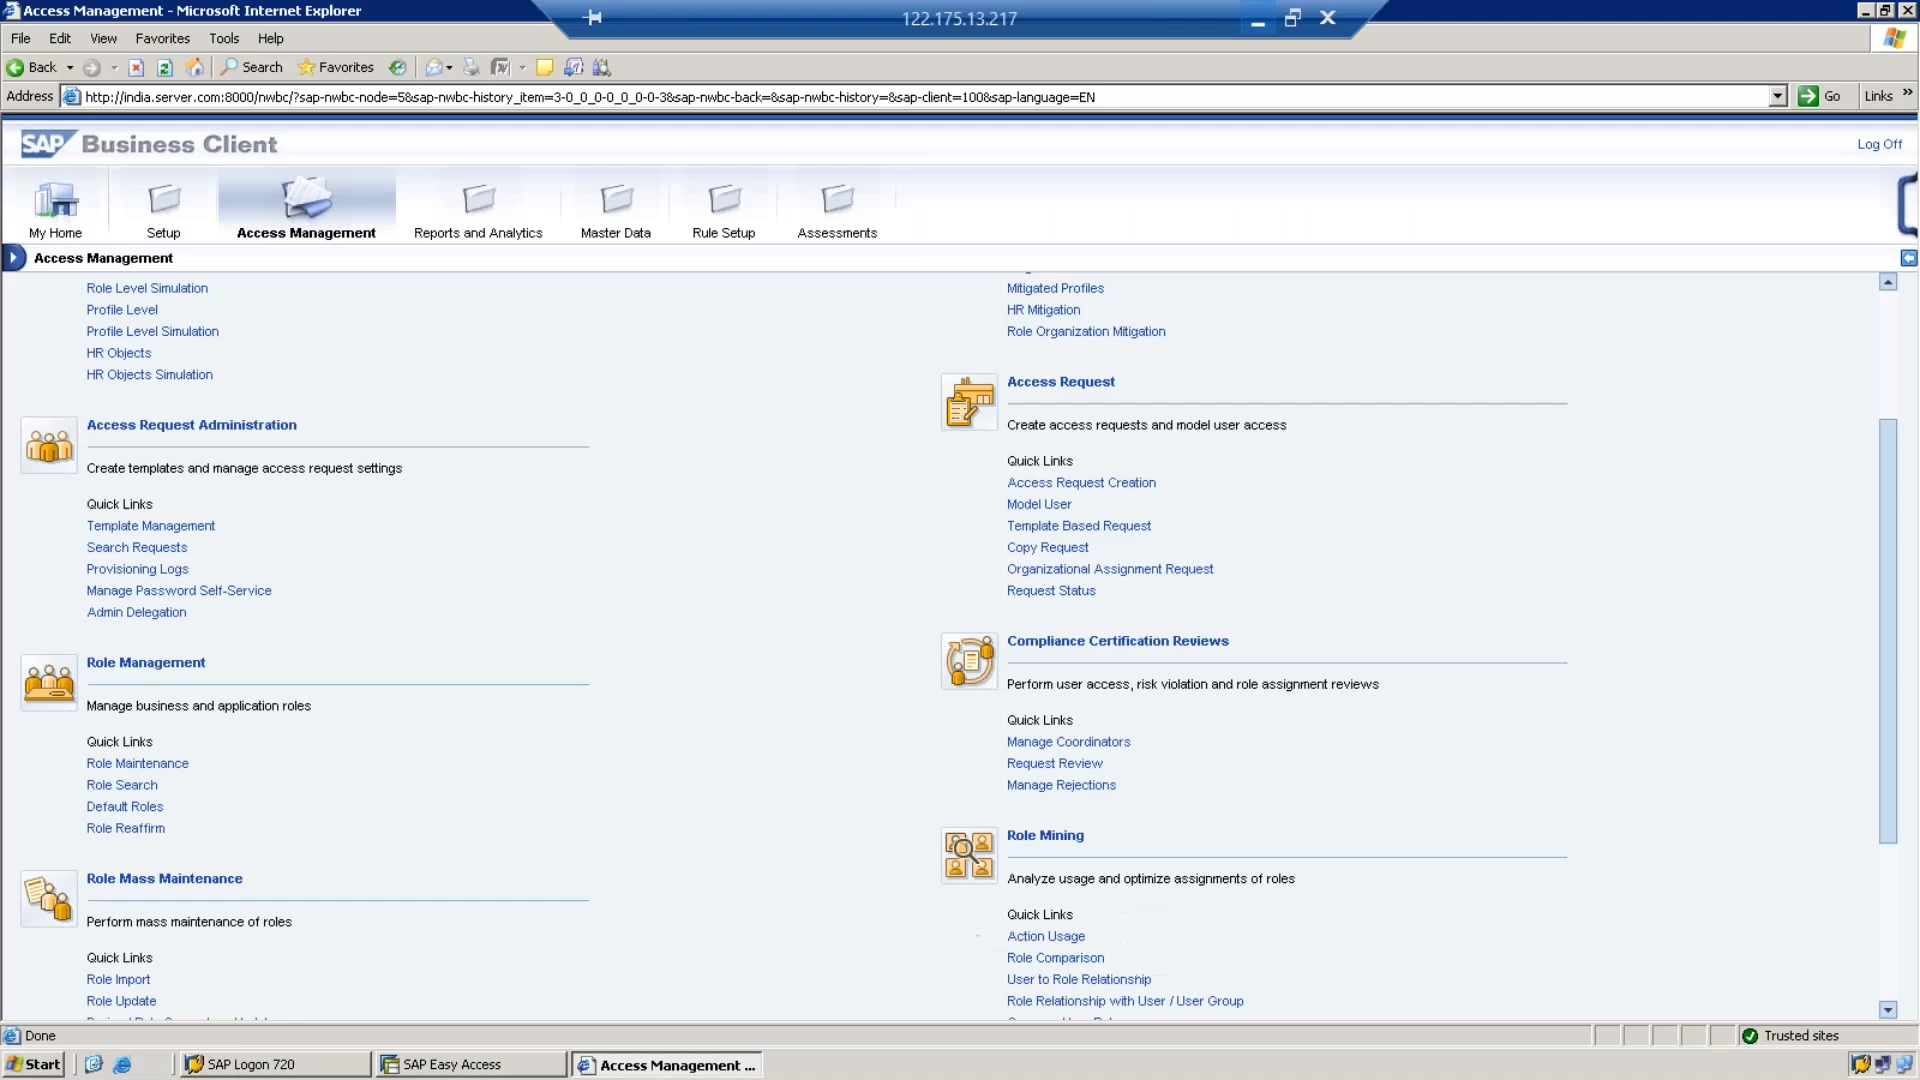 Access Management - Microsoft Internet Explorer
122.175.13.217
File Edit View Favorites Tools Help
Back Search Favorites
Address http://india.server.com:8000/nwbc/?sap-nwbc-node=5&sap-nwbc-history_item=3-0_0_0-0_0_0-0-3&sap-nwbc-back=&sap-nwbc-history=&sap-client=100&sap-language=EN Go Links »
SAP Business Client
Log Off
My Home Setup Access Management Reports and Analytics Master Data Rule Setup Assessments
Access Management
Role Level Simulation
Profile Level
Profile Level Simulation
HR Objects
HR Objects Simulation
Access Request Administration
Create templates and manage access request settings
Quick Links
Template Management
Search Requests
Provisioning Logs
Manage Password Self-Service
Admin Delegation
Role Management
Manage business and application roles
Quick Links
Role Maintenance
Role Search
Default Roles
Role Reaffirm
Role Mass Maintenance
Perform mass maintenance of roles
Quick Links
Role Import
Role Update
Mitigated Profiles
HR Mitigation
Role Organization Mitigation
Access Request
Create access requests and model user access
Quick Links
Access Request Creation
Model User
Template Based Request
Copy Request
Organizational Assignment Request
Request Status
Compliance Certification Reviews
Perform user access, risk violation and role assignment reviews
Quick Links
Manage Coordinators
Request Review
Manage Rejections
Role Mining
Analyze usage and optimize assignments of roles
Quick Links
Action Usage
Role Comparison
User to Role Relationship
Role Relationship with User / User Group
Done
Trusted sites
Start SAP Logon 720 SAP Easy Access Access Management ...